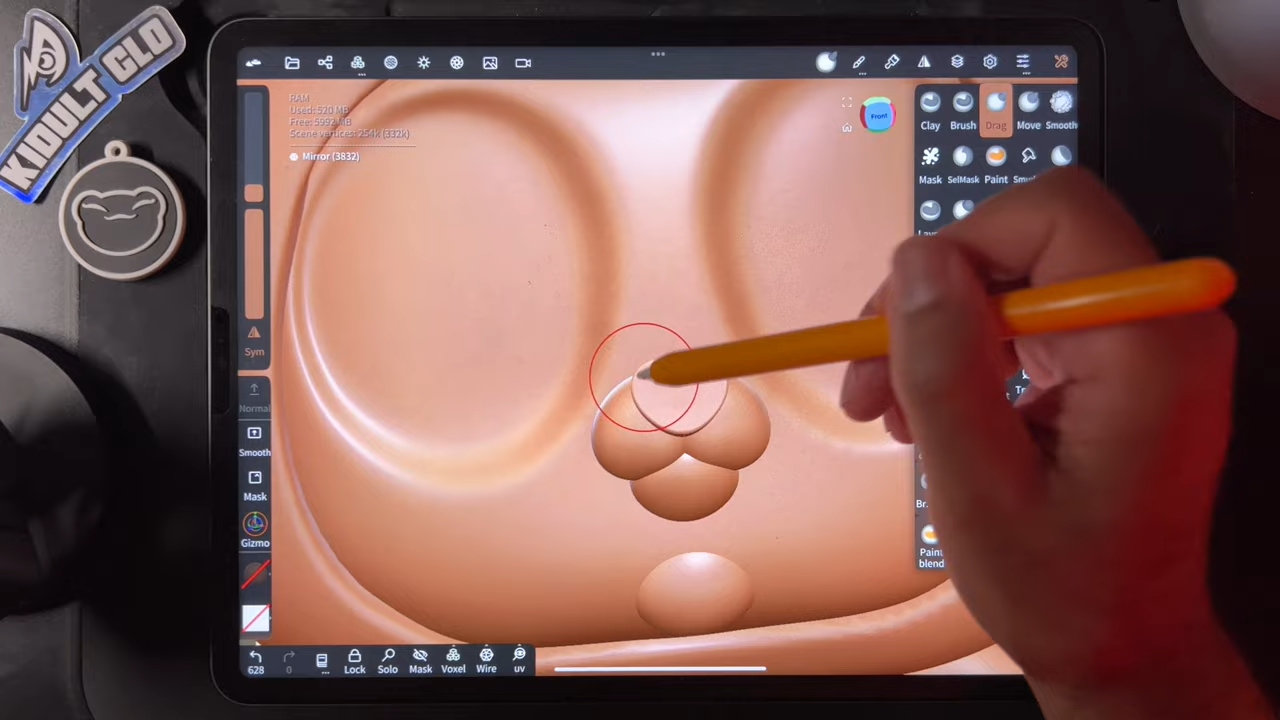 KIDULT CLO
RAM
Used: 520 MB
Free: 5992 MB
Scene vertices: 254k (332k)
Mirror (3832)
Front
Clay Brush Drag Move Smooth
Mask SelMask Paint
Sym
Normal
Smooth
Mask
Gizmo
Paint
blend
628 0 Lock Solo Mask Voxel Wire uv